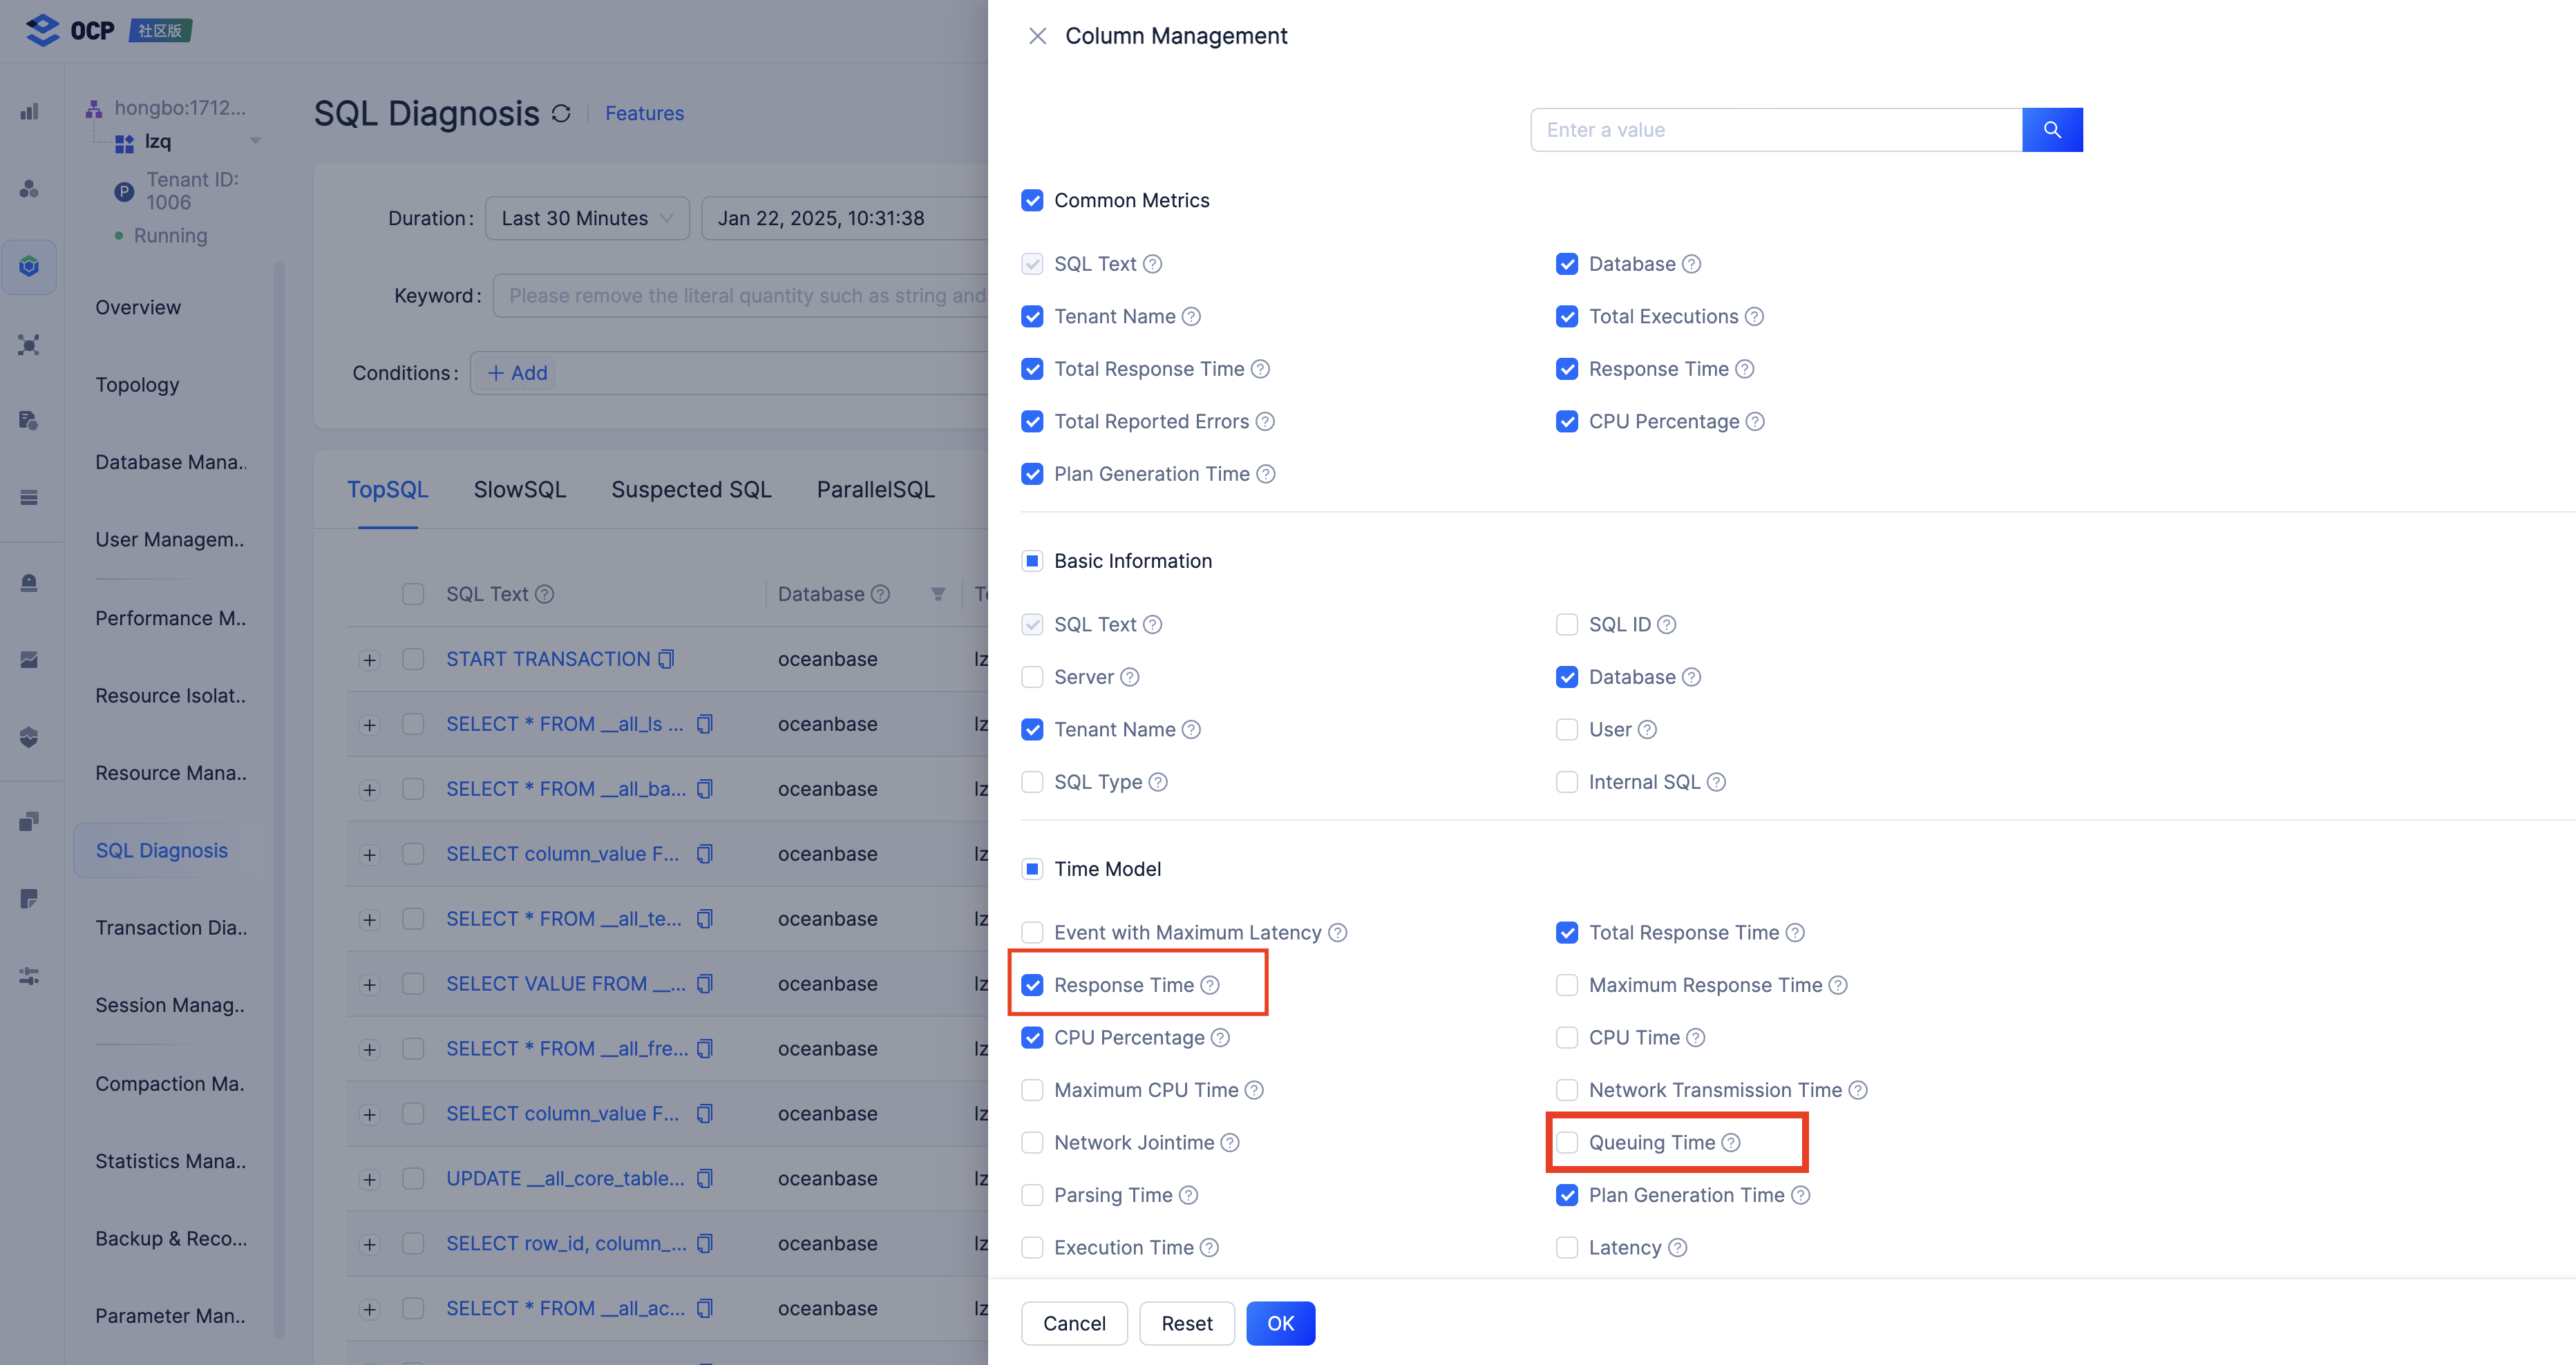 OCP 社区版
hongbo:1712...
lzq
P Tenant ID:
1006
Running
Overview
Topology
Database Mana..
User Managem..
Performance M..
Resource Isolat..
Resource Mana..
SQL Diagnosis
Transaction Dia..
Session Manag..
Compaction Ma.
Statistics Mana..
Backup & Reco...
Parameter Man..
SQL Diagnosis Features
Duration : Last 30 Minutes Jan 22, 2025, 10:31:38
Keyword : Please remove the literal quantity such as string and
Conditions : + Add
TopSQL SlowSQL Suspected SQL ParallelSQL
SQL Text Database
START TRANSACTION oceanbase lz
SELECT * FROM __all_ls ... oceanbase lz
SELECT * FROM __all_ba... oceanbase lz
SELECT column_value F... oceanbase lz
SELECT * FROM __all_te... oceanbase lz
SELECT VALUE FROM __... oceanbase lz
SELECT * FROM __all_fre... oceanbase lz
SELECT column_value F... oceanbase lz
UPDATE __all_core_table... oceanbase lz
SELECT row_id, column_... oceanbase lz
SELECT * FROM __all_ac... oceanbase lz
Column Management
Enter a value
Common Metrics
SQL Text Database
Tenant Name Total Executions
Total Response Time Response Time
Total Reported Errors CPU Percentage
Plan Generation Time
Basic Information
SQL Text SQL ID
Server Database
Tenant Name User
SQL Type Internal SQL
Time Model
Event with Maximum Latency Total Response Time
Response Time Maximum Response Time
CPU Percentage CPU Time
Maximum CPU Time Network Transmission Time
Network Jointime Queuing Time
Parsing Time Plan Generation Time
Execution Time Latency
Cancel Reset OK